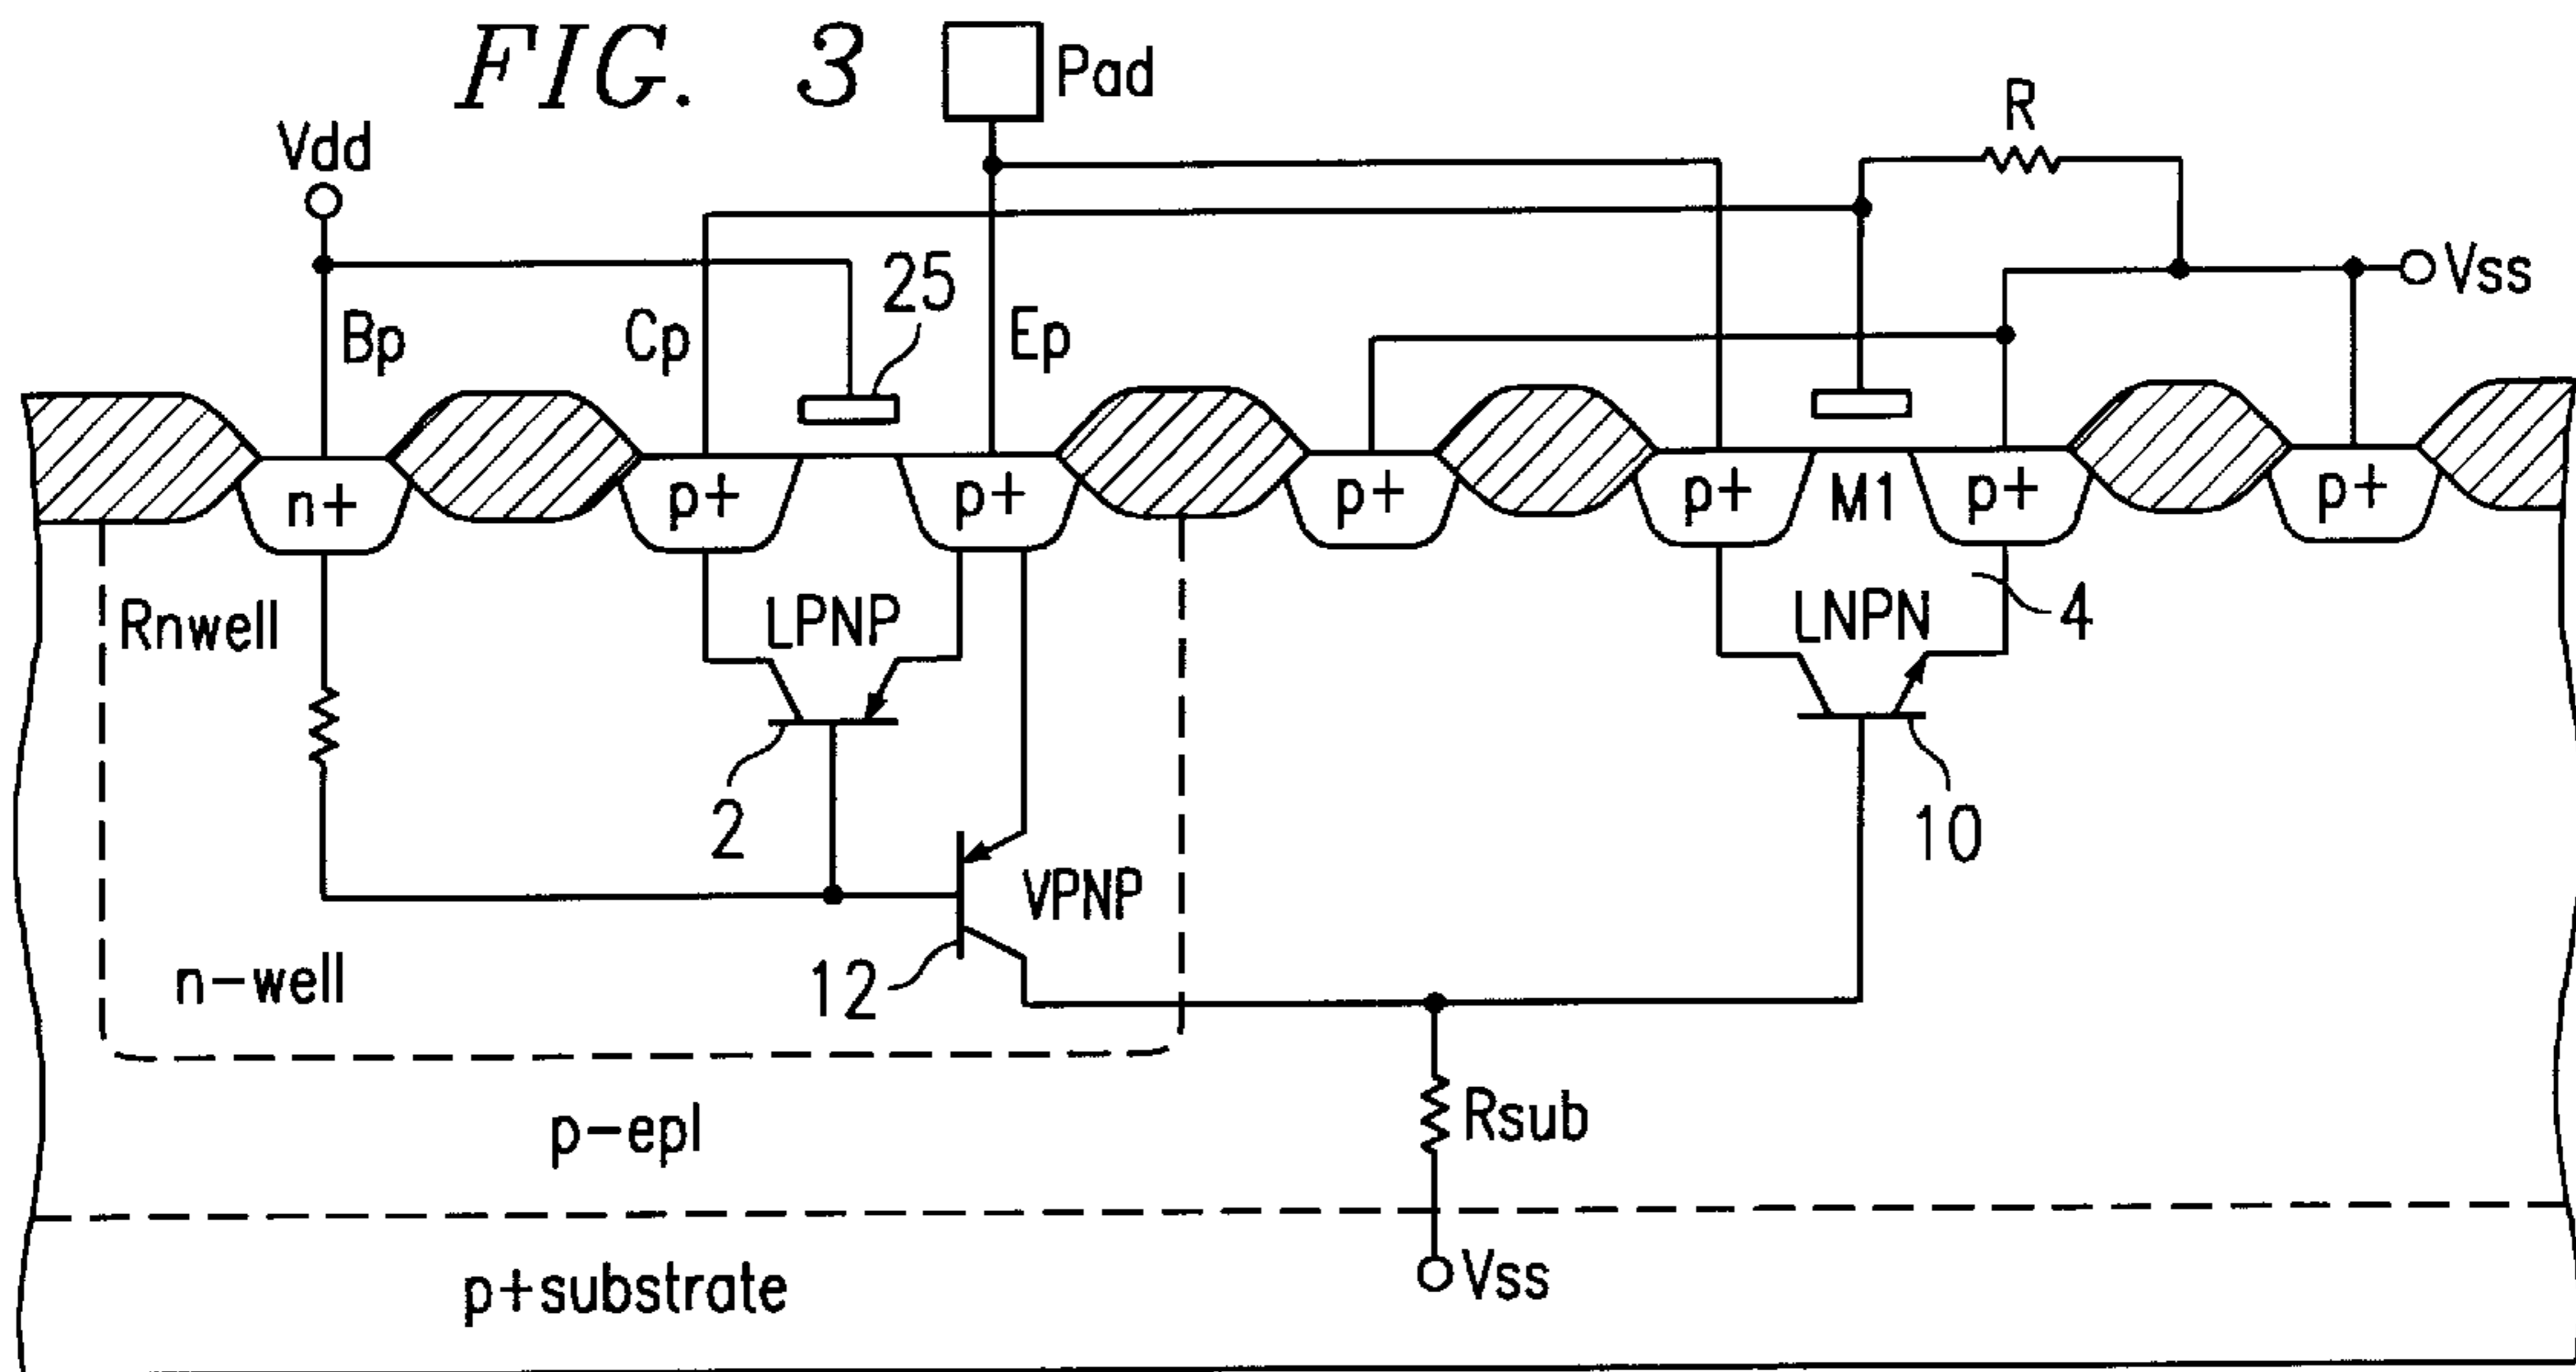 FIG. 3
Pad
R
Vdd
Vss
25
Bp
Cp
Ep
n+
p+
p+
p+
p+
M1
p+
p+
Rnwell
LPNP
LNPN
4
2
10
VPNP
12
n-well
p-epl
Rsub
p+substrate
Vss